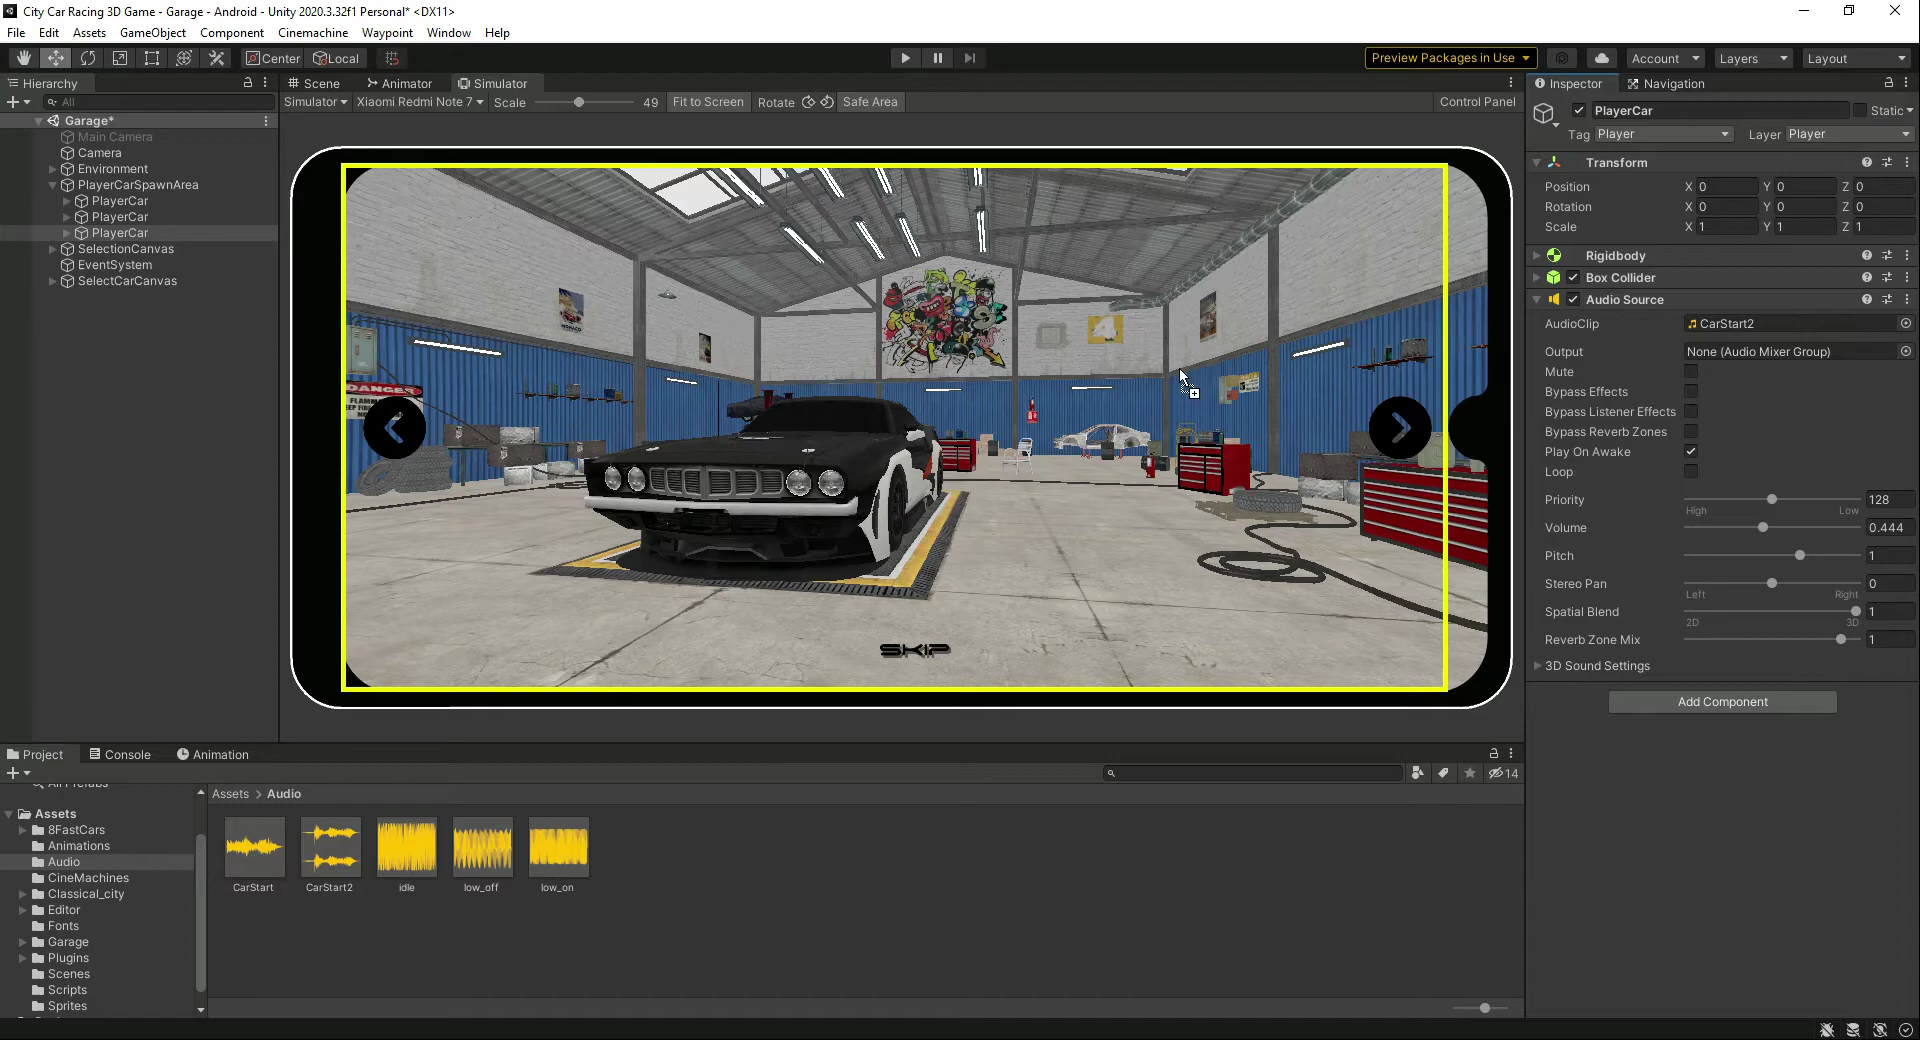 City Car Racing 3D Game - Garage - Android - Unity 2020.3.32f1 Personal* <DX11>
File Edit Assets GameObject Component Cinemachine Waypoint Window Help
Center Local
Preview Packages in Use Account Layers Layout
Hierarchy
All
Garage*
Main Camera
Camera
Environment
PlayerCarSpawnArea
PlayerCar
PlayerCar
PlayerCar
SelectionCanvas
EventSystem
SelectCarCanvas
Scene Animator Simulator
Simulator Xiaomi Redmi Note 7 Scale 49 Fit to Screen Rotate Safe Area Control Panel
MONACO
DANGER
SKIP
Inspector Navigation
PlayerCar Static
Tag Player Layer Player
Transform
Position X 0 Y 0 Z 0
Rotation X 0 Y 0 Z 0
Scale X 1 Y 1 Z 1
Rigidbody
Box Collider
Audio Source
AudioClip CarStart2
Output None (Audio Mixer Group)
Mute
Bypass Effects
Bypass Listener Effects
Bypass Reverb Zones
Play On Awake
Loop
Priority 128
High Low
Volume 0.444
Pitch 1
Stereo Pan 0
Left Right
Spatial Blend 1
2D 3D
Reverb Zone Mix 1
3D Sound Settings
Add Component
Project Console Animation
14
All Prefabs
Assets
8FastCars
Animations
Audio
CineMachines
Classical_city
Editor
Fonts
Garage
Plugins
Scenes
Scripts
Sprites
Assets > Audio
CarStart CarStart2 idle low_off low_on